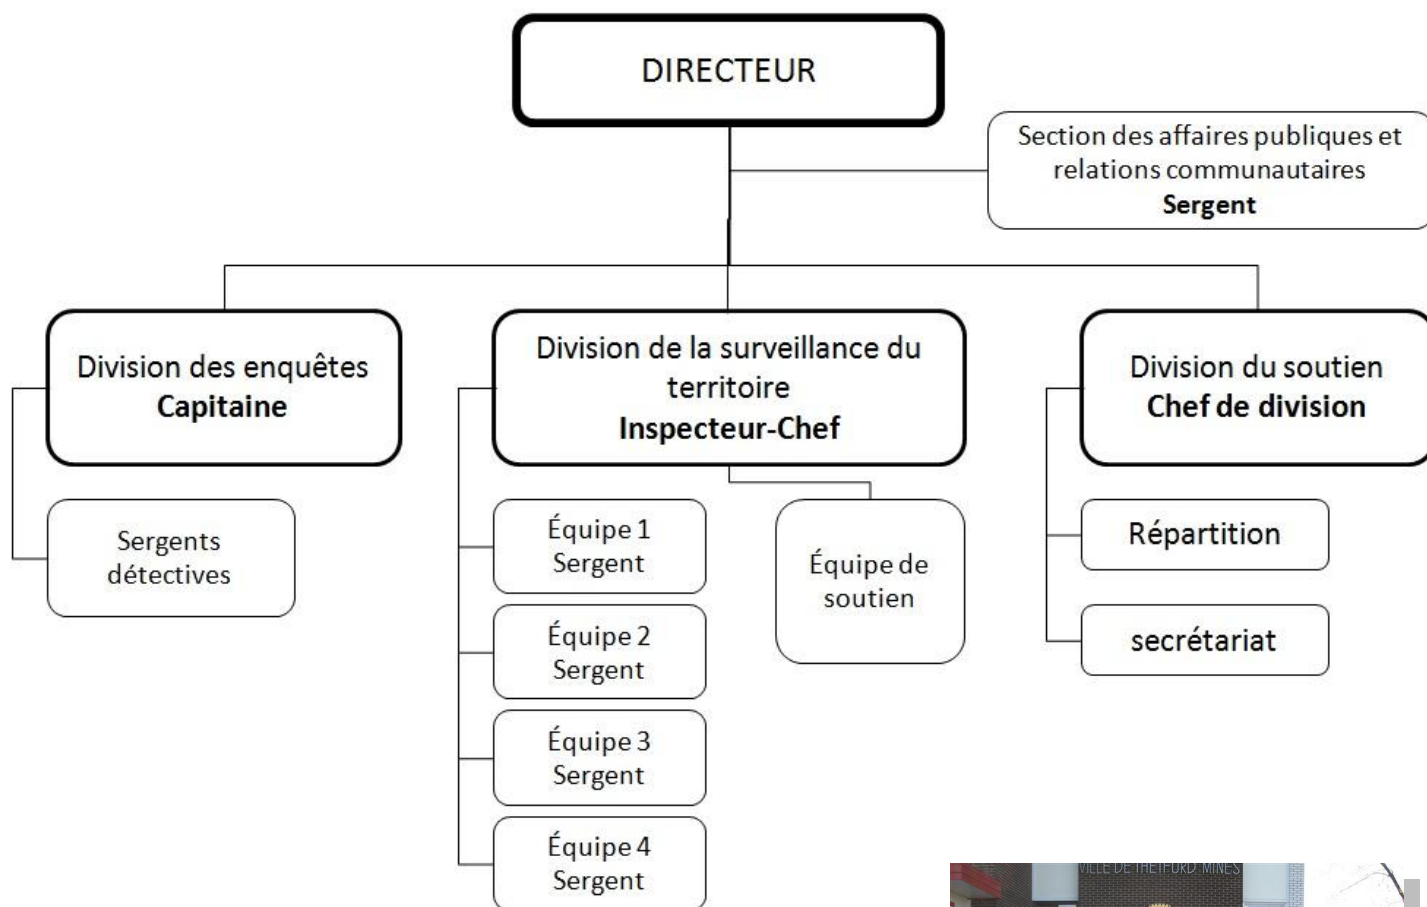 DIRECTEUR
Section des affaires publiques et
relations communautaires
Sergent
Division des enquêtes
Capitaine
Division de la surveillance du
territoire
Inspecteur-Chef
Division du soutien
Chef de division
Sergents
détectives
Équipe 1
Sergent
Équipe 2
Sergent
Équipe 3
Sergent
Équipe 4
Sergent
Équipe de
soutien
Répartition
secrétariat
VILLE DE THETFORD MINES